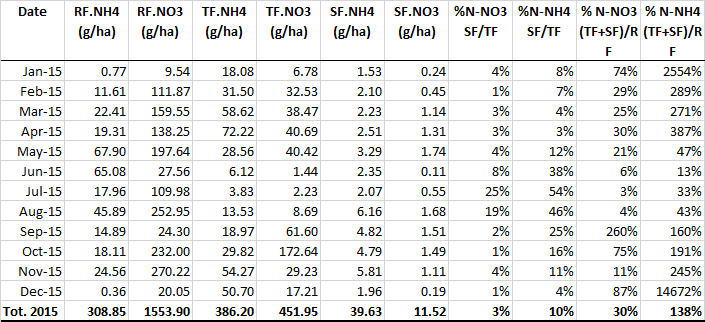 Date RF.NH4 (g/ha) RF.NO3 (g/ha) TF.NH4 (g/ha) TF.NO3 (g/ha) SF.NH4 (g/ha) SF.NO3 (g/ha) %N-NO3 SF/TF %N-NH4 SF/TF % N-NO3 (TF+SF)/RF % N-NH4 (TF+SF)/RF
Jan-15 0.77 9.54 18.08 6.78 1.53 0.24 4% 8% 74% 2554%
Feb-15 11.61 111.87 31.50 32.53 2.10 0.45 1% 7% 29% 289%
Mar-15 22.41 159.55 58.62 38.47 2.23 1.14 3% 4% 25% 271%
Apr-15 19.31 138.25 72.22 40.69 2.51 1.31 3% 3% 30% 387%
May-15 67.90 197.64 28.56 40.42 3.29 1.74 4% 12% 21% 47%
Jun-15 65.08 27.56 6.12 1.44 2.35 0.11 8% 38% 6% 13%
Jul-15 17.96 109.98 3.83 2.23 2.07 0.55 25% 54% 3% 33%
Aug-15 45.89 252.95 13.53 8.69 6.16 1.68 19% 46% 4% 43%
Sep-15 14.89 24.30 18.97 61.60 4.82 1.51 2% 25% 260% 160%
Oct-15 18.11 232.00 29.82 172.64 4.79 1.49 1% 16% 75% 191%
Nov-15 24.56 270.22 54.27 29.23 5.81 1.11 4% 11% 11% 245%
Dec-15 0.36 20.05 50.70 17.21 1.96 0.19 1% 4% 87% 14672%
Tot. 2015 308.85 1553.90 386.20 451.95 39.63 11.52 3% 10% 30% 138%